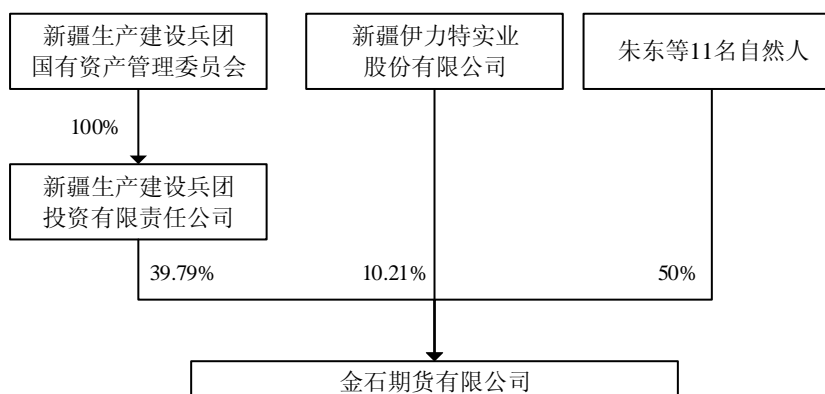 新疆生产建设兵团
国有资产管理委员会
新疆伊力特实业
股份有限公司
朱东等11名自然人
100%
新疆生产建设兵团
投资有限责任公司
39.79%
10.21%
50%
金石期货有限公司